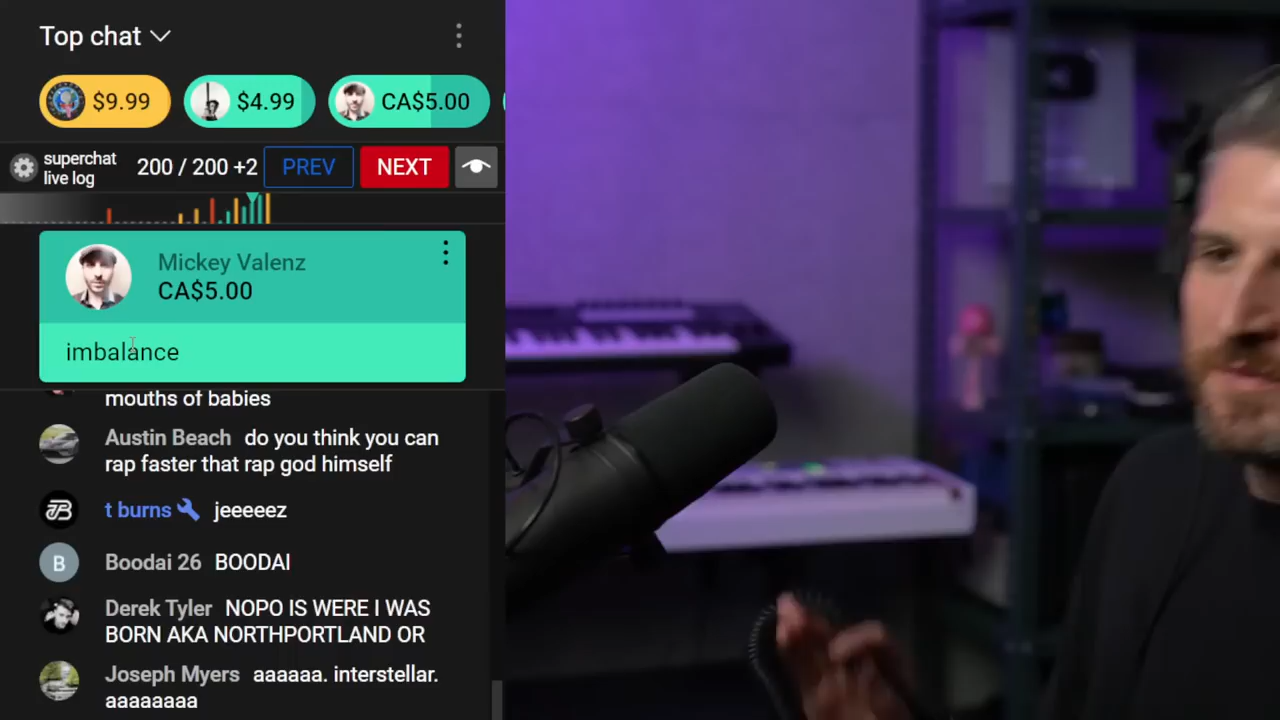 Top chat
$9.99
$4.99
CA$5.00
superchat
live log
200 / 200 +2
PREV
NEXT
Mickey Valenz
CA$5.00
imbalance
mouths of babies
Austin Beach do you think you can
rap faster that rap god himself
t burns jeeeeez
B
Boodai 26 BOODAI
Derek Tyler NOPO IS WERE I WAS
BORN AKA NORTHPORTLAND OR
Joseph Myers aaaaaa. interstellar.
aaaaaaaa